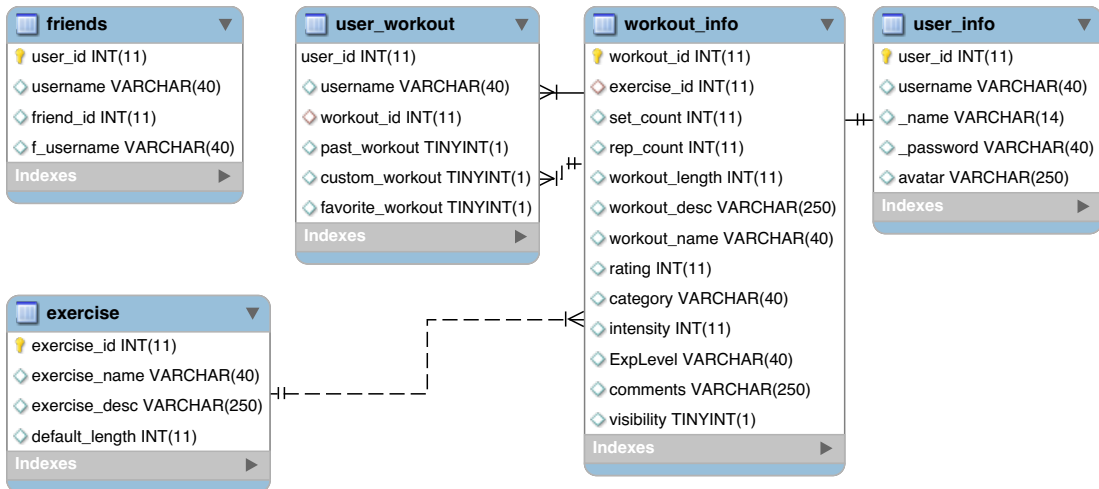 friends
user_id INT(11)
username VARCHAR(40)
friend_id INT(11)
f_username VARCHAR(40)
Indexes
user_workout
user_id INT(11)
username VARCHAR(40)
workout_id INT(11)
past_workout TINYINT(1)
custom_workout TINYINT(1)
favorite_workout TINYINT(1)
Indexes
workout_info
workout_id INT(11)
exercise_id INT(11)
set_count INT(11)
rep_count INT(11)
workout_length INT(11)
workout_desc VARCHAR(250)
workout_name VARCHAR(40)
rating INT(11)
category VARCHAR(40)
intensity INT(11)
ExpLevel VARCHAR(40)
comments VARCHAR(250)
visibility TINYINT(1)
Indexes
user_info
user_id INT(11)
username VARCHAR(40)
_name VARCHAR(14)
_password VARCHAR(40)
avatar VARCHAR(250)
Indexes
exercise
exercise_id INT(11)
exercise_name VARCHAR(40)
exercise_desc VARCHAR(250)
default_length INT(11)
Indexes